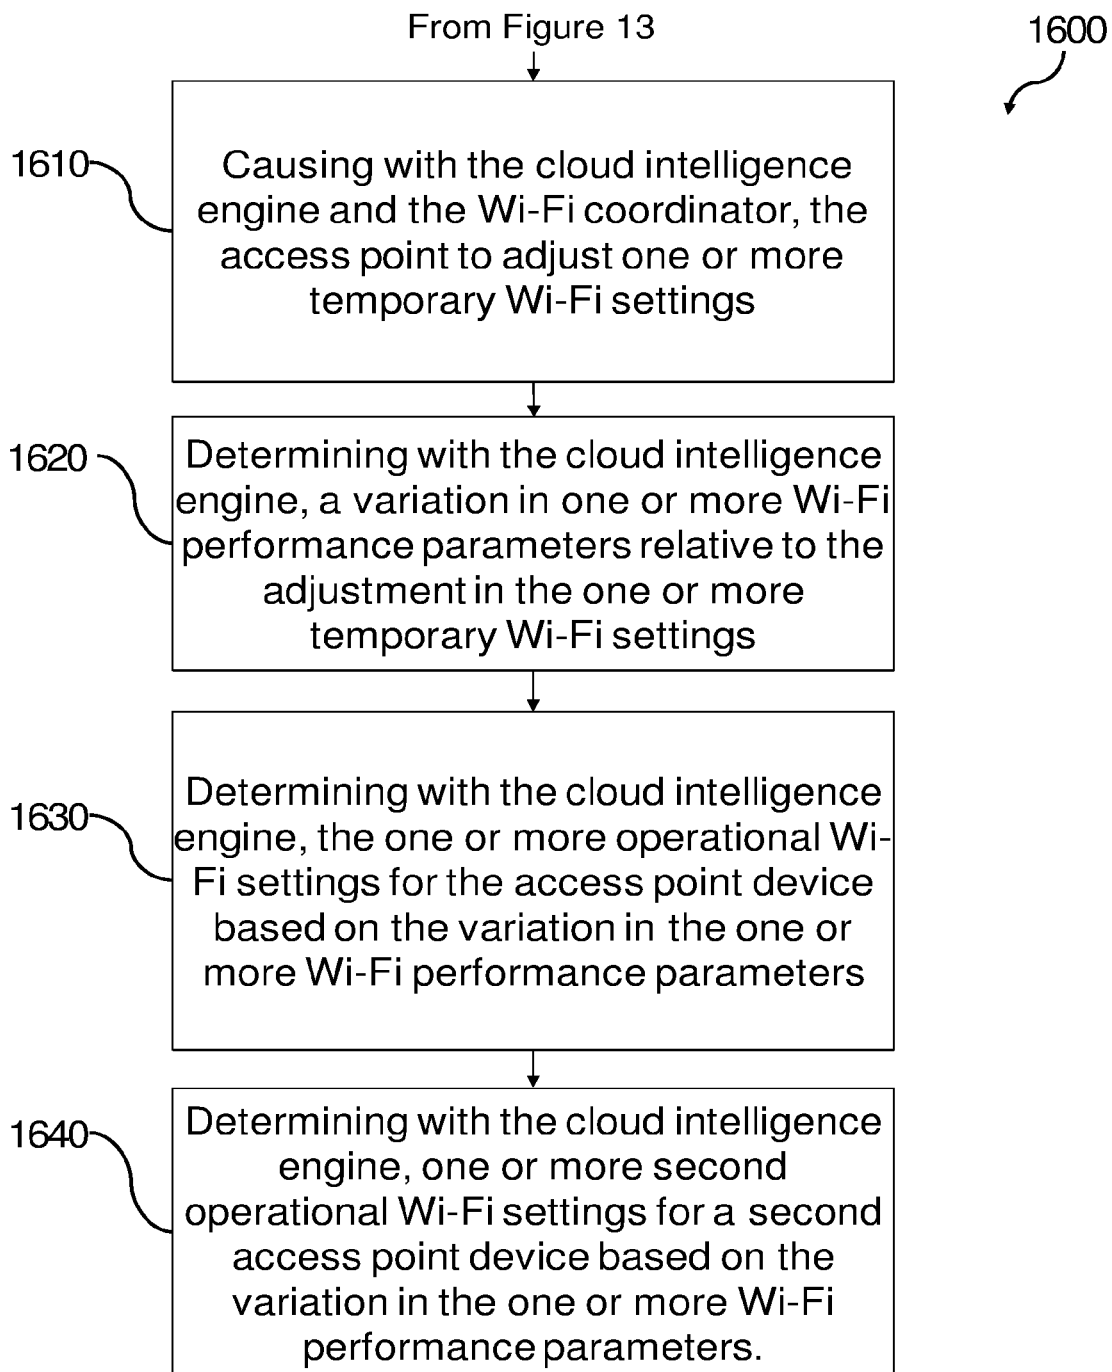 From Figure 13
1600
1610
Causing with the cloud intelligence
engine and the Wi-Fi coordinator, the
access point to adjust one or more
temporary Wi-Fi settings
1620
Determining with the cloud intelligence
engine, a variation in one or more Wi-Fi
performance parameters relative to the
adjustment in the one or more
temporary Wi-Fi settings
1630
Determining with the cloud intelligence
engine, the one or more operational Wi-
Fi settings for the access point device
based on the variation in the one or
more Wi-Fi performance parameters
1640
Determining with the cloud intelligence
engine, one or more second
operational Wi-Fi settings for a second
access point device based on the
variation in the one or more Wi-Fi
performance parameters.